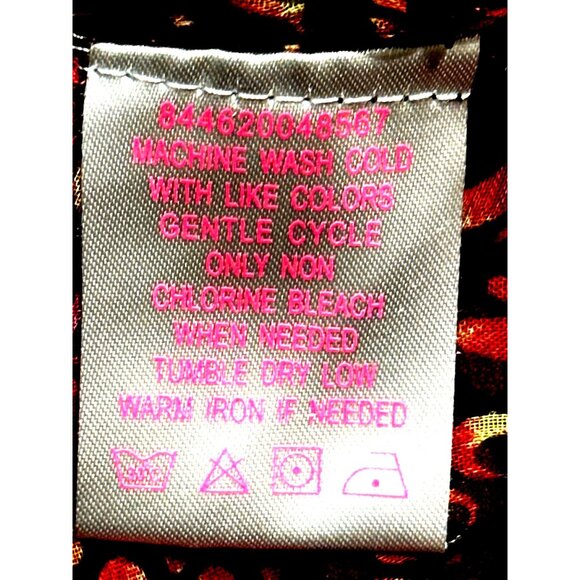 844620048567
MACHINE WASH COLD
WITH LIKE COLORS
GENTLE CYCLE
ONLY NON
CHLORINE BLEACH
WHEN NEEDED
TUMBLE DRY LOW
WARM IRON IF NEEDED